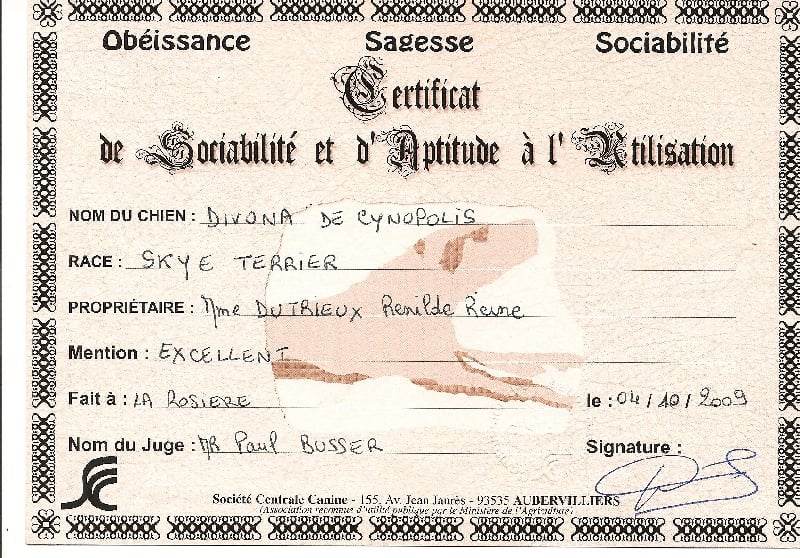 Obéissance Sagesse Sociabilité
Certificat
de Sociabilité et d'Aptitude à l'Utilisation
NOM DU CHIEN : DIVONA DE CYNOPOLIS
RACE : SKYE TERRIER
PROPRIÉTAIRE : Mme DUTRIEUX Renilde Reine
Mention : EXCELLENT
Fait à : LA ROSIERE le : 04/10/2009
Nom du Juge : MR Paul BUSSER Signature :
Société Centrale Canine - 155, Av. Jean Jaurès - 93535 AUBERVILLIERS
(Association reconnue d'utilité publique par le Ministère de l'Agriculture)